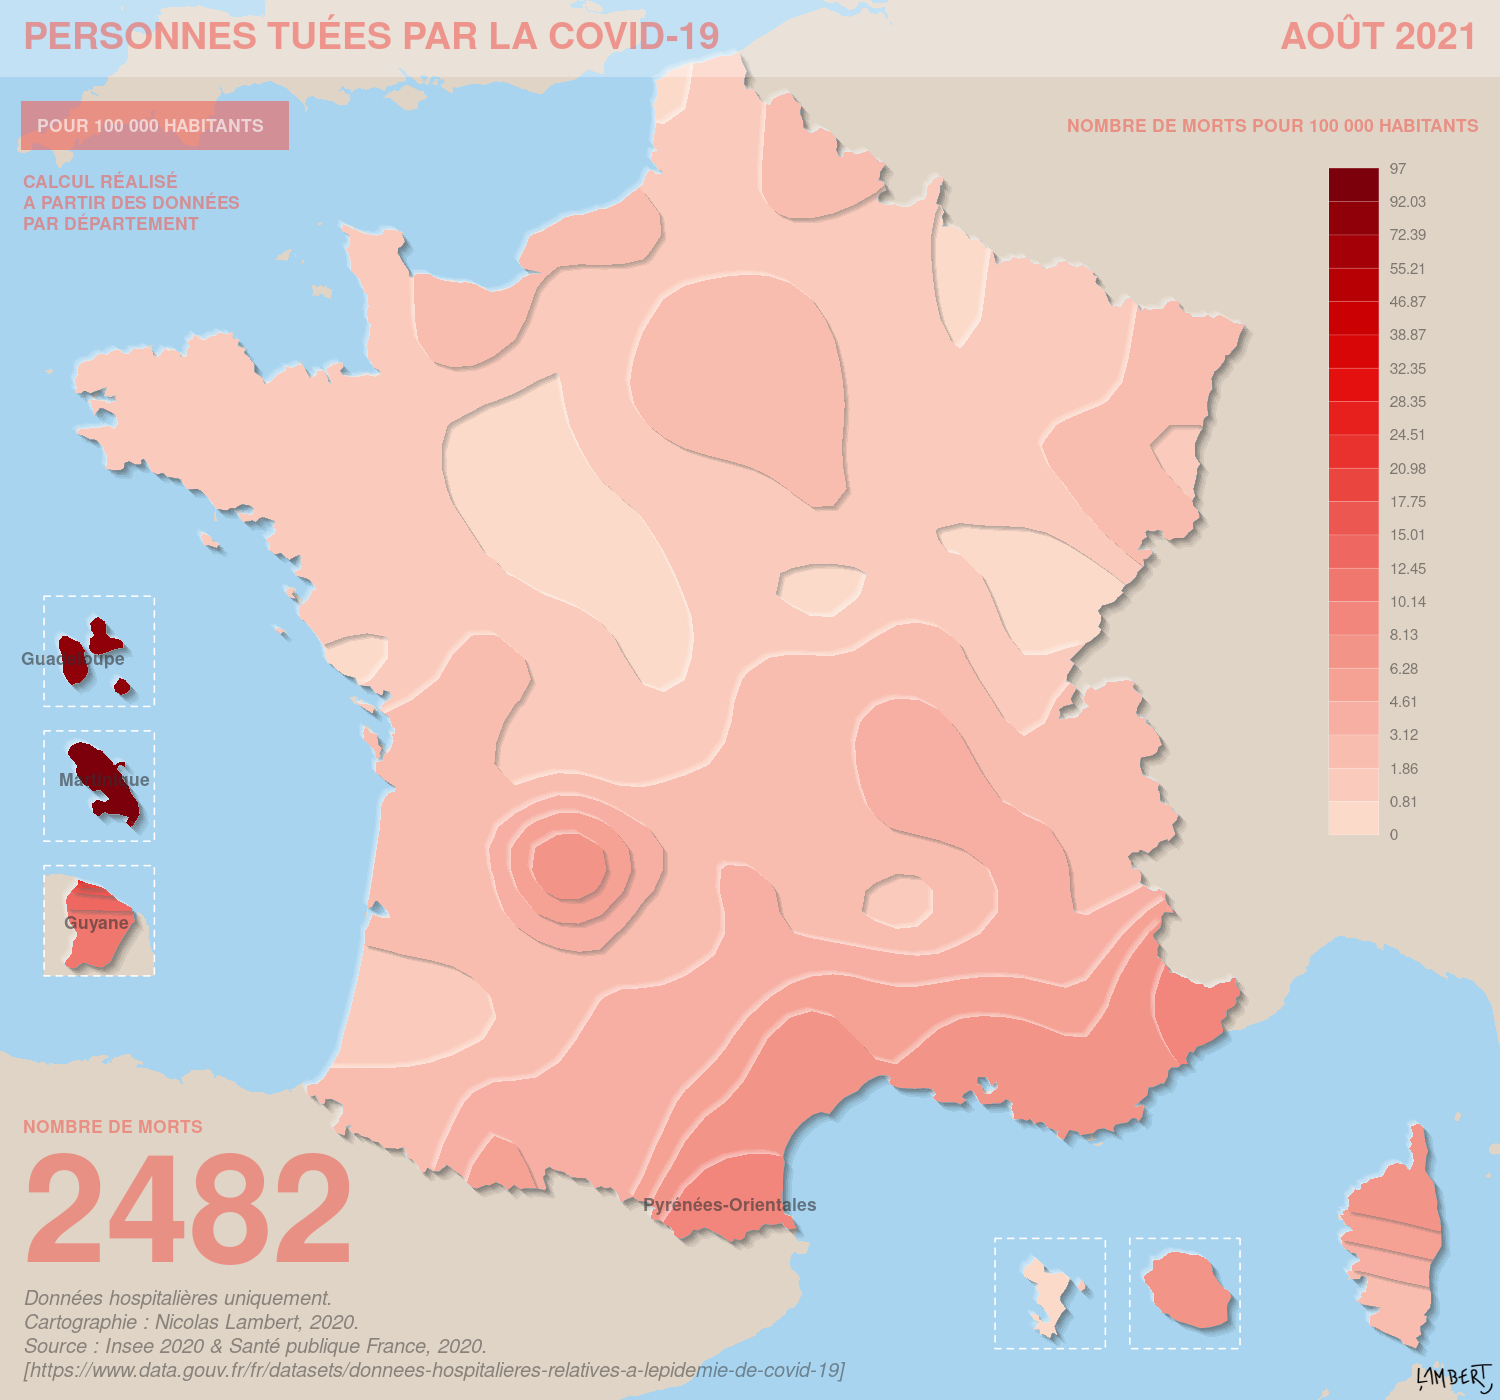 PERSONNES TUÉES PAR LA COVID-19
AOÛT 2021
POUR 100 000 HABITANTS
CALCUL RÉALISÉ
A PARTIR DES DONNÉES
PAR DÉPARTEMENT
NOMBRE DE MORTS POUR 100 000 HABITANTS
97
92.03
72.39
55.21
46.87
38.87
32.35
28.35
24.51
20.98
17.75
15.01
12.45
10.14
8.13
6.28
4.61
3.12
1.86
0.81
0
Guadeloupe
Martinique
Guyane
Pyrénées-Orientales
NOMBRE DE MORTS
2482
Données hospitalières uniquement.
Cartographie : Nicolas Lambert, 2020.
Source : Insee 2020 & Santé publique France, 2020.
[https://www.data.gouv.fr/fr/datasets/donnees-hospitalieres-relatives-a-lepidemie-de-covid-19]
LAMBERT